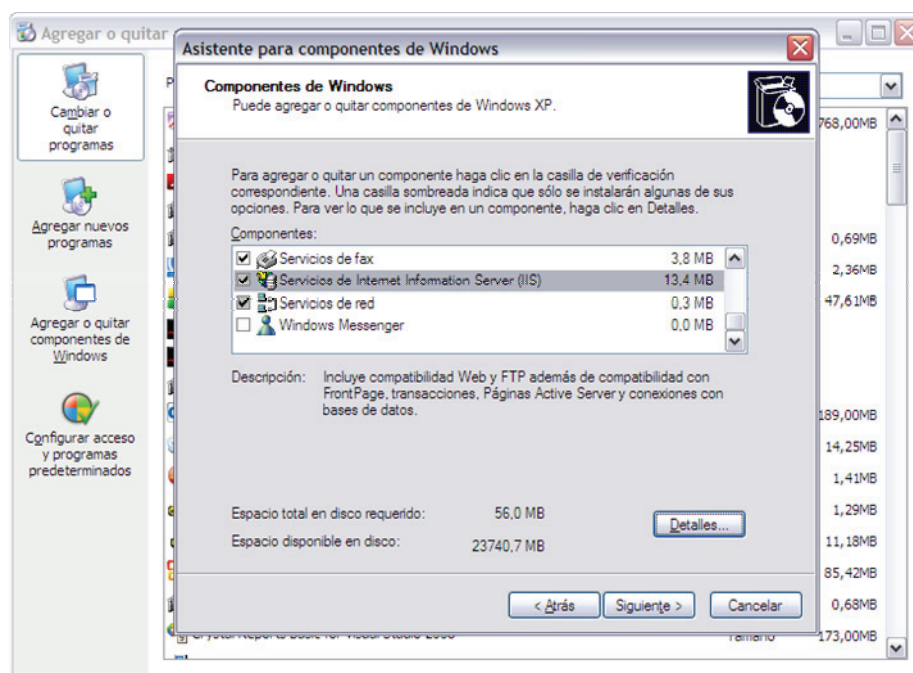 Agregar o quitar
Asistente para componentes de Windows
Cambiar o
quitar
programas
Agregar nuevos
programas
Agregar o quitar
componentes de
Windows
Configurar acceso
y programas
predeterminados
P
Componentes de Windows
Puede agregar o quitar componentes de Windows XP.
Para agregar o quitar un componente haga clic en la casilla de verificación
correspondiente. Una casilla sombreada indica que sólo se instalarán algunas de sus
opciones. Para ver lo que se incluye en un componente, haga clic en Detalles.
Componentes:
Servicios de fax 3,8 MB
Servicios de Internet Information Server (IIS) 13,4 MB
Servicios de red 0,3 MB
Windows Messenger 0,0 MB
Descripción: Incluye compatibilidad Web y FTP además de compatibilidad con
FrontPage, transacciones, Páginas Active Server y conexiones con
bases de datos.
Espacio total en disco requerido: 56,0 MB
Espacio disponible en disco: 23740,7 MB
Detalles...
< Atrás
Siguiente >
Cancelar
768,00MB
0,69MB
2,36MB
47,61MB
189,00MB
14,25MB
1,41MB
1,29MB
11,18MB
85,42MB
0,68MB
173,00MB